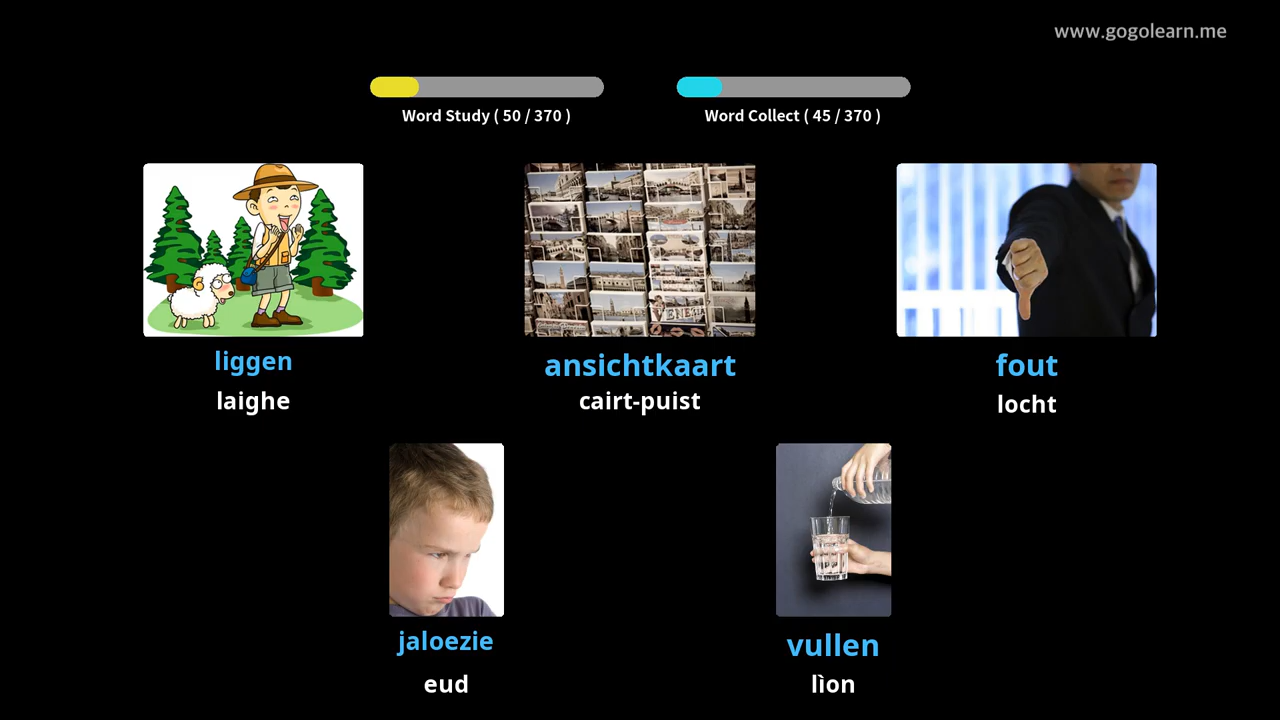 www.gogolearn.me
Word Study ( 50 / 370 )
Word Collect ( 45 / 370 )
liggen
laighe
ansichtkaart
cairt-puist
fout
locht
jaloezie
eud
vullen
lìon